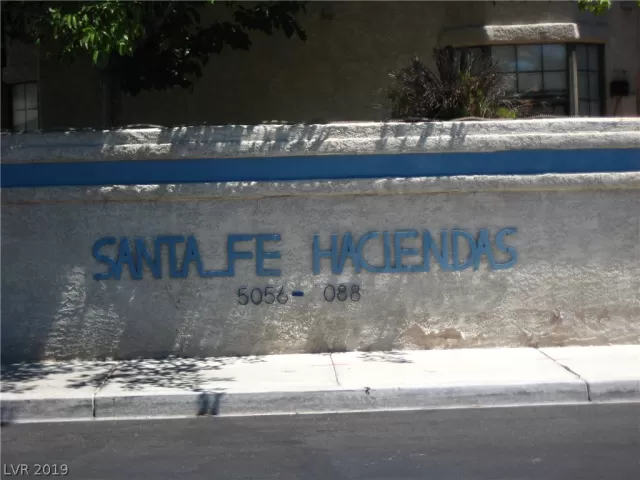 SANTA FE HACIENDAS
5056- 088
LVR 2019